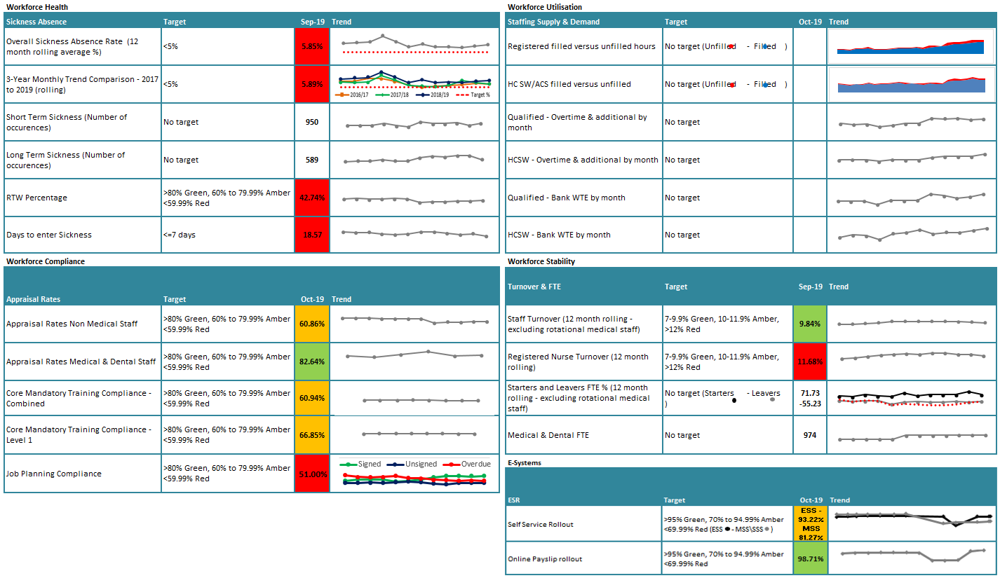 Workforce Health
Sickness Absence Target Sep-19 Trend
Overall Sickness Absence Rate (12
month rolling average %)
<5%
5.85%
3-Year Monthly Trend Comparison - 2017
to 2019 (rolling)
<5%
5.89%
2016/17 2017/18 2018/19 Target %
Short Term Sickness (Number of
occurences)
No target
950
Long Term Sickness (Number of
occurences)
No target
589
RTW Percentage
>80% Green, 60% to 79.99% Amber
<59.99% Red
42.74%
Days to enter Sickness
<=7 days
18.57
Workforce Compliance
Appraisal Rates Target Oct-19 Trend
Appraisal Rates Non Medical Staff
>80% Green, 60% to 79.99% Amber
<59.99% Red
60.86%
Appraisal Rates Medical & Dental Staff
>80% Green, 60% to 79.99% Amber
<59.99% Red
82.64%
Core Mandatory Training Compliance -
Combined
>80% Green, 60% to 79.99% Amber
<59.99% Red
60.94%
Core Mandatory Training Compliance -
Level 1
>80% Green, 60% to 79.99% Amber
<59.99% Red
66.85%
Job Planning Compliance
>80% Green, 60% to 79.99% Amber
<59.99% Red
51.00%
Signed Unsigned Overdue
Workforce Utilisation
Staffing Supply & Demand Target Oct-19 Trend
Registered filled versus unfilled hours
No target (Unfilled - Filled )
HC SW/ACS filled versus unfilled
No target (Unfilled - Filled )
Qualified - Overtime & additional by
month
No target
HCSW - Overtime & additional by month
No target
Qualified - Bank WTE by month
No target
HCSW - Bank WTE by month
No target
Workforce Stability
Turnover & FTE Target Sep-19 Trend
Staff Turnover (12 month rolling -
excluding rotational medical staff)
7-9.9% Green, 10-11.9% Amber,
>12% Red
9.84%
Registered Nurse Turnover (12 month
rolling)
7-9.9% Green, 10-11.9% Amber,
>12% Red
11.68%
Starters and Leavers FTE % (12 month
rolling - excluding rotational medical
staff)
No target (Starters - Leavers
)
71.73
-55.23
Medical & Dental FTE
No target
974
E-Systems
ESR Target Oct-19 Trend
Self Service Rollout
>95% Green, 70% to 94.99% Amber
<69.99% Red (ESS - MSS\SSS )
ESS -
93.22%
MSS
81.27%
Online Payslip rollout
>95% Green, 70% to 94.99% Amber
<69.99% Red
98.71%